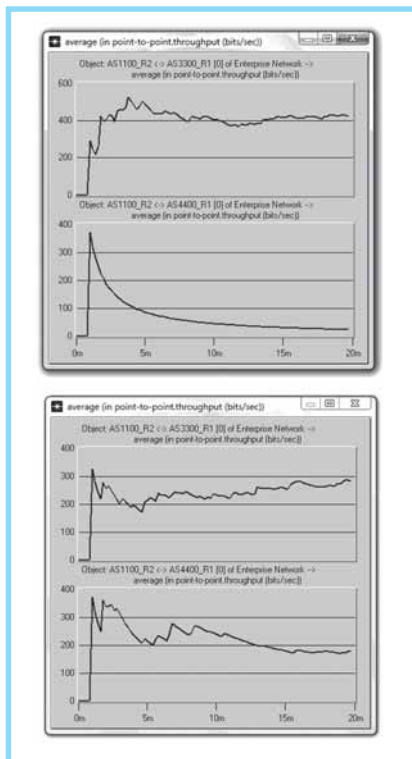 average (in point-to-point.throughput (bits/sec))
Object: AS1100_R2 <-> AS3300_R1 [0] of Enterprise Network ->
average (in point-to-point.throughput (bits/sec))
600
400
200
0
Object: AS1100_R2 <-> AS4400_R1 [0] of Enterprise Network ->
average (in point-to-point.throughput (bits/sec))
400
300
200
100
0
0m 5m 10m 15m 20m
average (in point-to-point.throughput (bits/sec))
Object: AS1100_R2 <-> AS3300_R1 [0] of Enterprise Network ->
average (in point-to-point.throughput (bits/sec))
400
300
200
100
0
Object: AS1100_R2 <-> AS4400_R1 [0] of Enterprise Network ->
average (in point-to-point.throughput (bits/sec))
400
300
200
100
0
0m 5m 10m 15m 20m